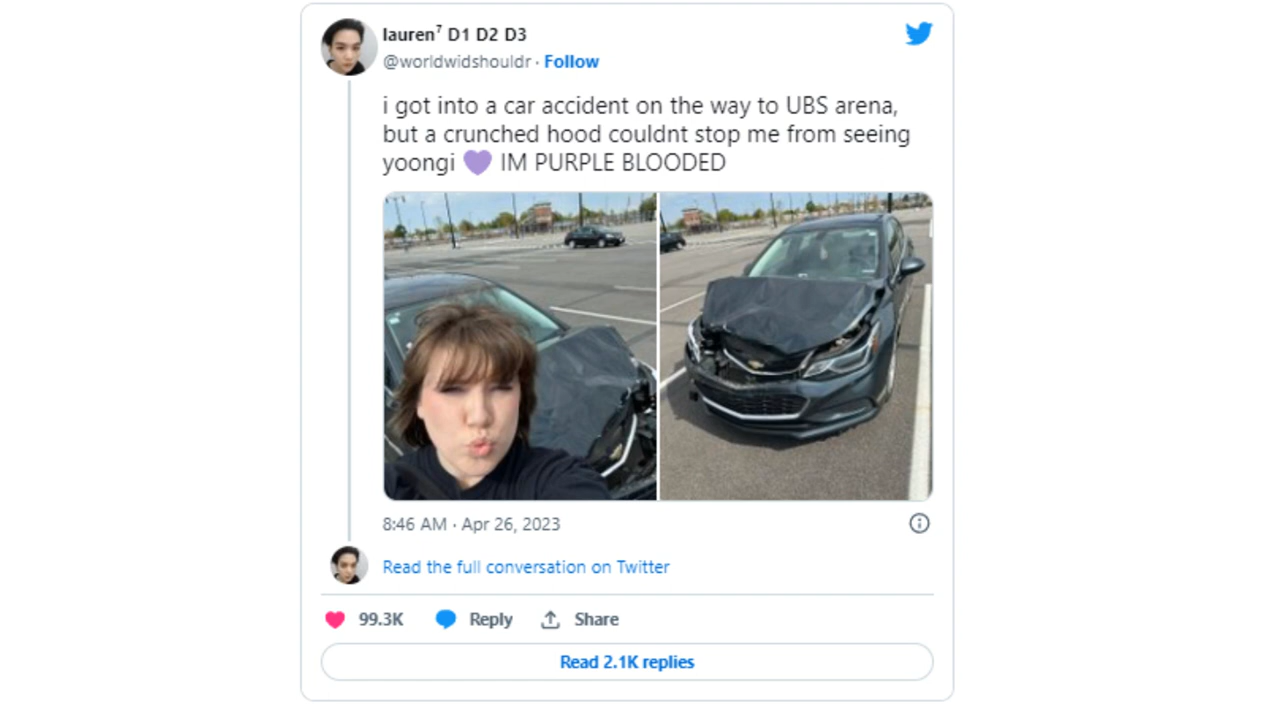 lauren⁷ D1 D2 D3
@worldwidshouldr · Follow
i got into a car accident on the way to UBS arena,
but a crunched hood couldnt stop me from seeing
yoongi 💜 IM PURPLE BLOODED
8:46 AM · Apr 26, 2023
Read the full conversation on Twitter
99.3K Reply Share
Read 2.1K replies